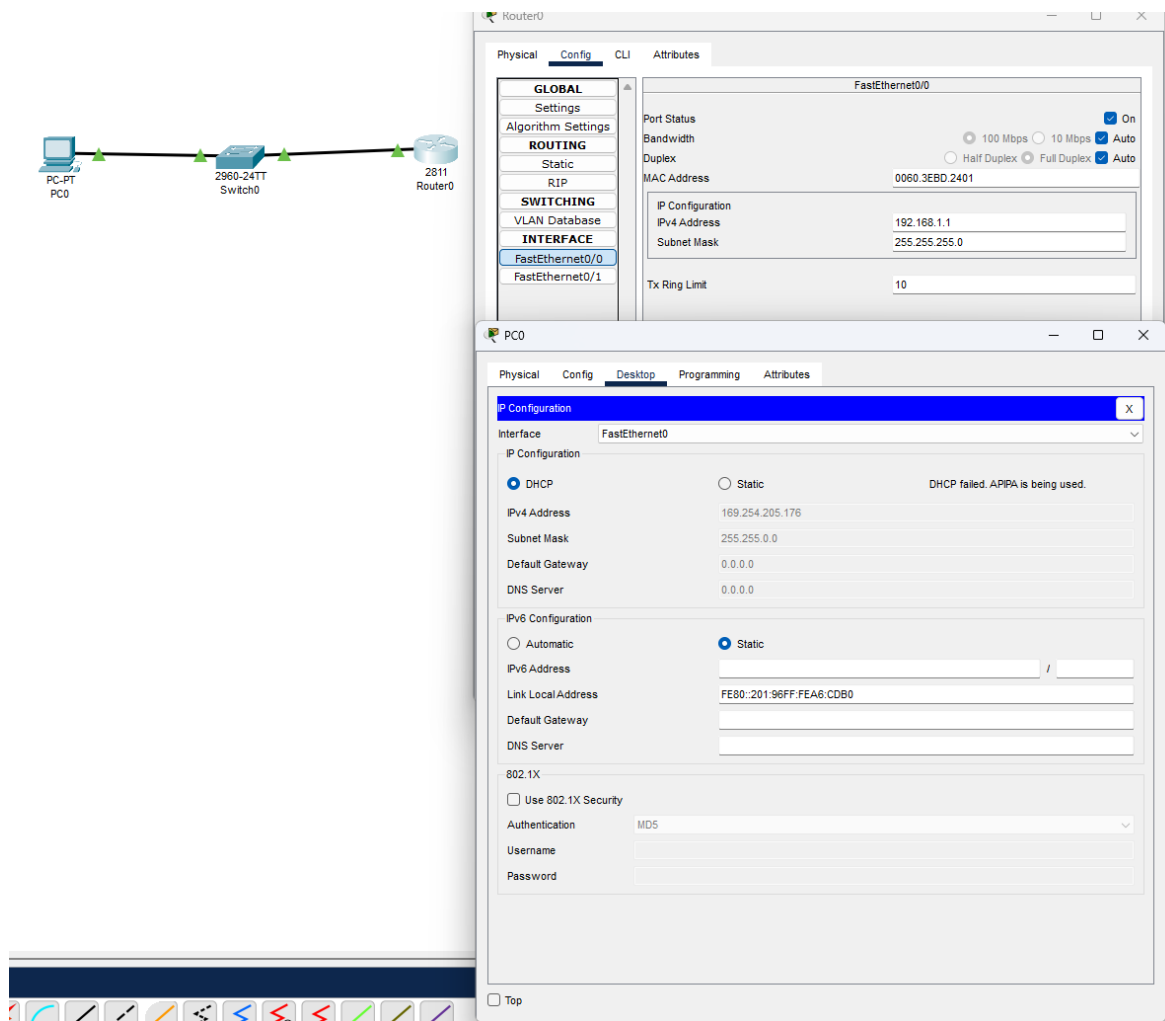 Router0
Physical Config CLI Attributes
GLOBAL
Settings
Algorithm Settings
ROUTING
Static
RIP
SWITCHING
VLAN Database
INTERFACE
FastEthernet0/0
FastEthernet0/1
FastEthernet0/0
Port Status On
Bandwidth 100 Mbps 10 Mbps Auto
Duplex Half Duplex Full Duplex Auto
MAC Address 0060.3EBD.2401
IP Configuration
IPv4 Address 192.168.1.1
Subnet Mask 255.255.255.0
Tx Ring Limit 10
PC-PT
PC0
2960-24TT
Switch0
2811
Router0
PC0
Physical Config Desktop Programming Attributes
IP Configuration X
Interface FastEthernet0
IP Configuration
DHCP Static DHCP failed. APIPA is being used.
IPv4 Address 169.254.205.176
Subnet Mask 255.255.0.0
Default Gateway 0.0.0.0
DNS Server 0.0.0.0
IPv6 Configuration
Automatic Static
IPv6 Address /
Link Local Address FE80::201:96FF:FEA6:CDB0
Default Gateway
DNS Server
802.1X
Use 802.1X Security
Authentication MD5
Username
Password
Top